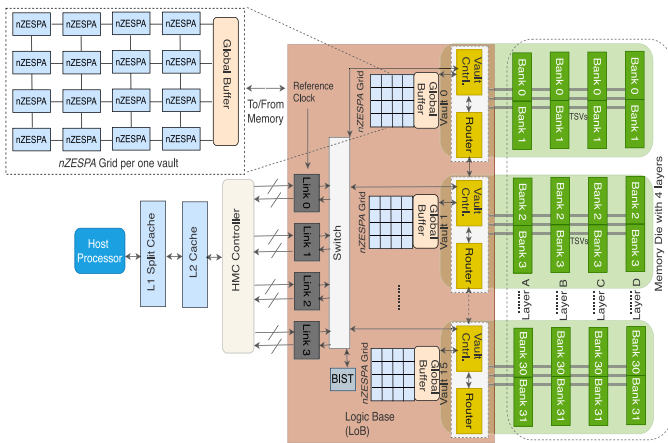 nZESPA nZESPA nZESPA nZESPA
nZESPA nZESPA nZESPA nZESPA
nZESPA nZESPA nZESPA nZESPA
nZESPA nZESPA nZESPA nZESPA
Global Buffer
nZESPA Grid per one vault
To/From
Memory
Reference
Clock
Host
Processor
L1 Split Cache
L2 Cache
HMC Controller
Link 0
Link 1
Link 2
Link 3
Switch
BIST
nZESPA Grid
Global
Buffer
Vault 0
Vault
Cntrl.
Router
nZESPA Grid
Global
Buffer
Vault 1
Vault
Cntrl.
Router
......
nZESPA Grid
Global
Buffer
Vault 15
Vault
Cntrl.
Router
Logic Base
(LoB)
Bank 0 Bank 0 Bank 0 Bank 0
TSVs
Bank 1 Bank 1 Bank 1 Bank 1
Bank 2 Bank 2 Bank 2 Bank 2
TSVs
Bank 3 Bank 3 Bank 3 Bank 3
Layer A
Layer B
Layer C
Layer D
Bank 30 Bank 30 Bank 30 Bank 30
Bank 31 Bank 31 Bank 31 Bank 31
Memory Die with 4 layers